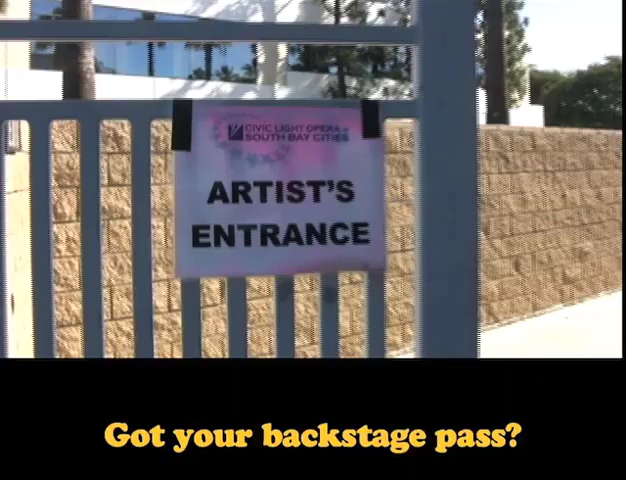 CIVIC LIGHT OPERA of
SOUTH BAY CITIES
ARTIST'S
ENTRANCE
Got your backstage pass?